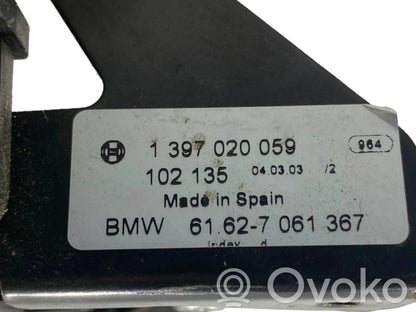 1 397 020 059 964
102 135 04.03.03 /2
Made in Spain
BMW 61.62-7 061 367
Index d
Ovoko